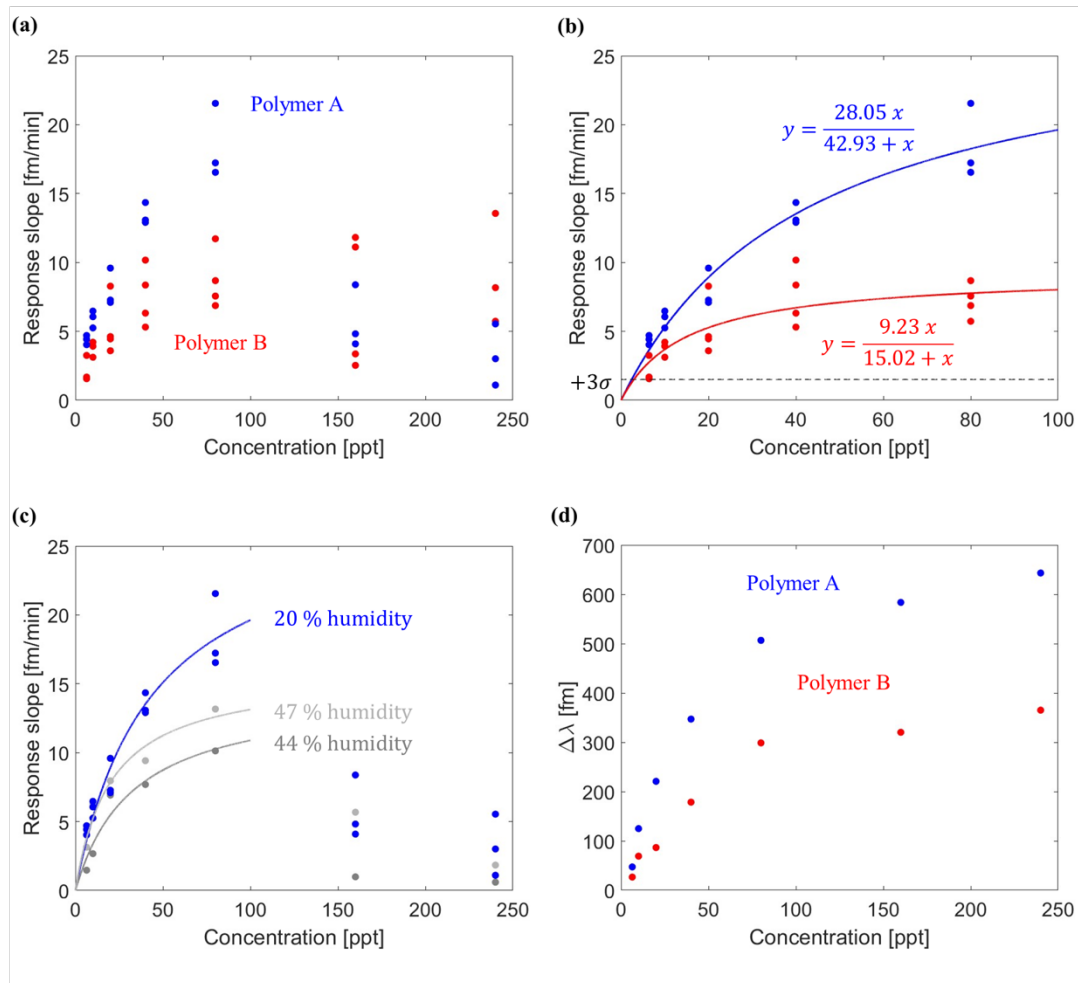 (a)
25
20
15
10
5
0
Response slope [fm/min]
Polymer A
Polymer B
0 50 100 150 200 250
Concentration [ppt]
(b)
25
20
15
10
5
0
Response slope [fm/min]
y = 28.05 x / 42.93 + x
y = 9.23 x / 15.02 + x
+3σ
0 20 40 60 80 100
Concentration [ppt]
(c)
25
20
15
10
5
0
Response slope [fm/min]
20 % humidity
47 % humidity
44 % humidity
0 50 100 150 200 250
Concentration [ppt]
(d)
700
600
500
400
300
200
100
0
Δλ [fm]
Polymer A
Polymer B
0 50 100 150 200 250
Concentration [ppt]